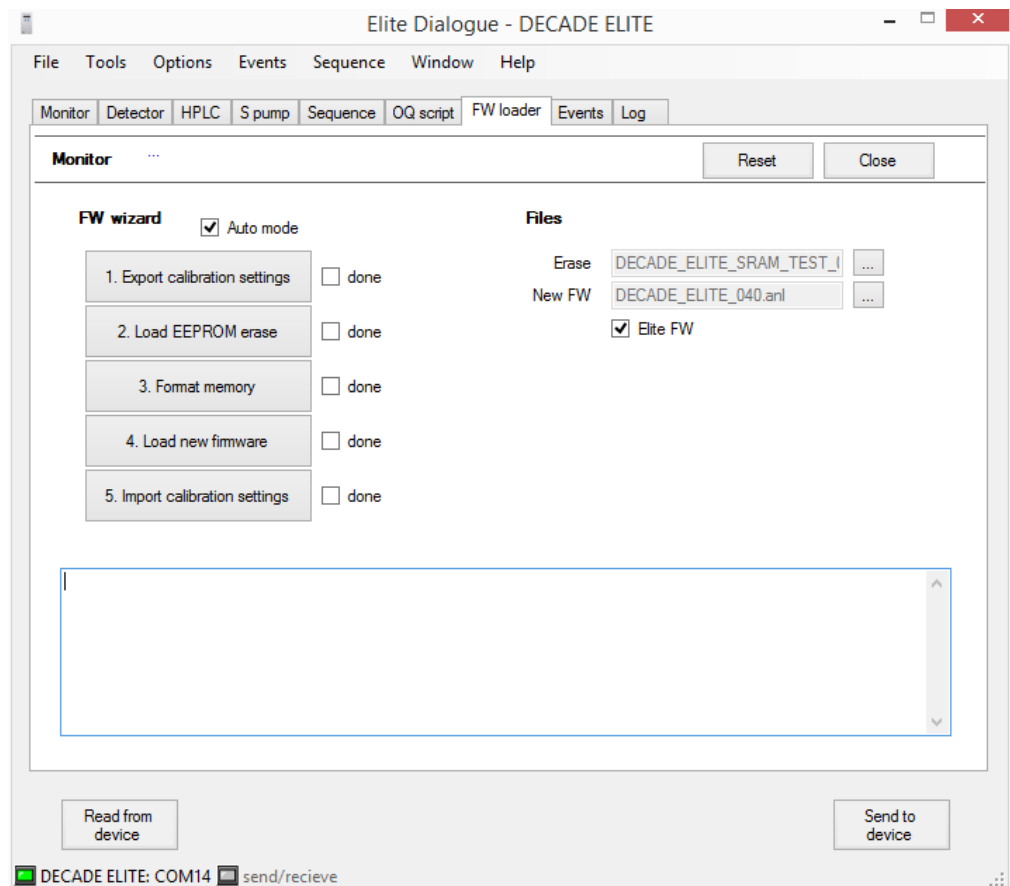 Elite Dialogue - DECADE ELITE
File Tools Options Events Sequence Window Help
Monitor Detector HPLC S pump Sequence OQ script FW loader Events Log
Monitor ... Reset Close
FW wizard Auto mode Files
1. Export calibration settings done Erase DECADE_ELITE_SRAM_TEST_ ...
New FW DECADE_ELITE_040.anl ...
2. Load EEPROM erase done Elite FW
3. Format memory done
4. Load new firmware done
5. Import calibration settings done
Read from
device
Send to
device
DECADE ELITE: COM14 send/recieve